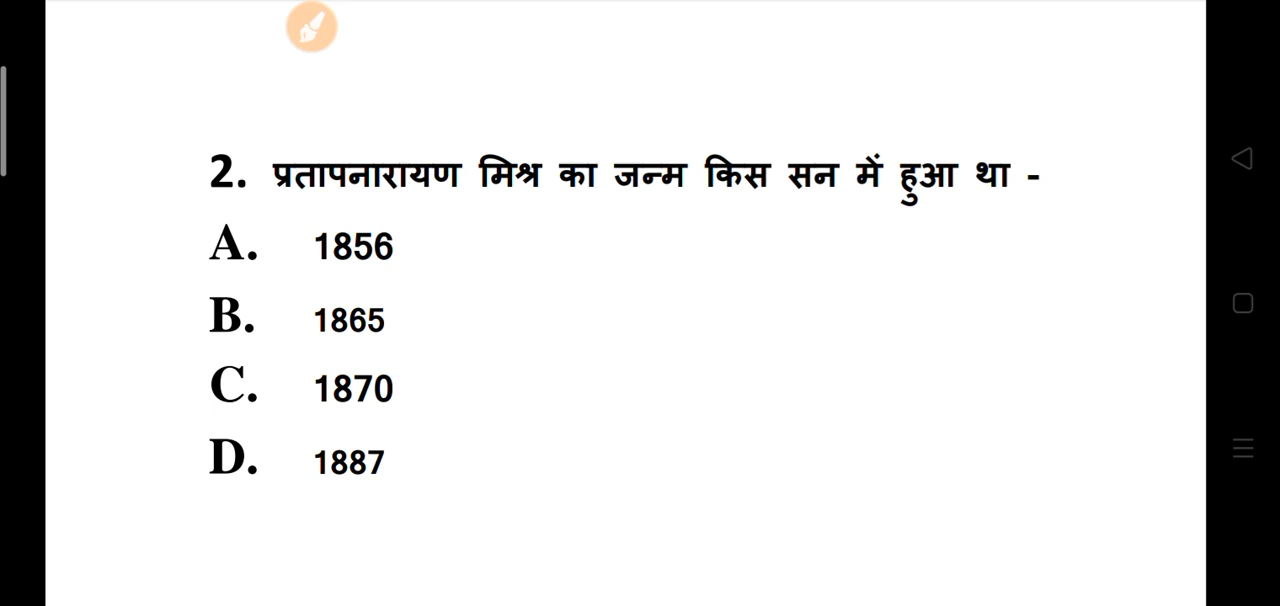 2. प्रतापनारायण मिश्र का जन्म किस सन में हुआ था -
A. 1856
B. 1865
C. 1870
D. 1887